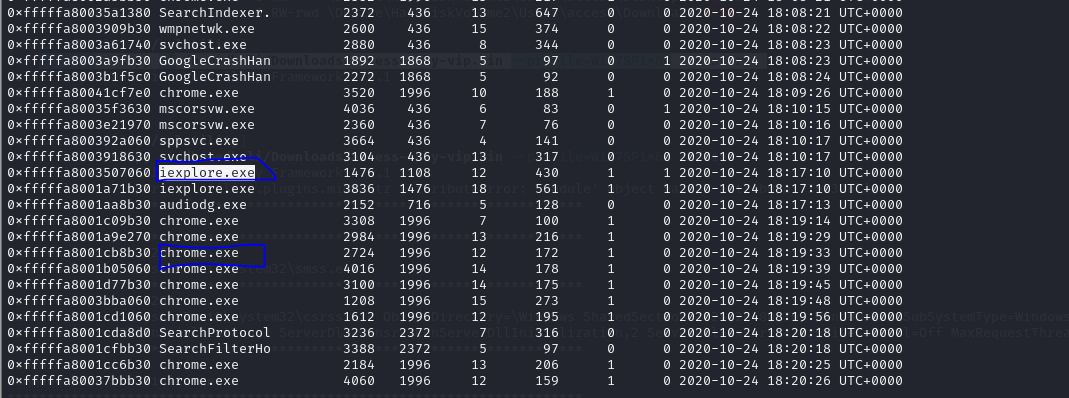 0×fffffa80035a1380 SearchIndexer. 2372 436 13 647 0 0 2020-10-24 18:08:21 UTC+0000
0×fffffa8003909b30 wmpnetwk.exe 2600 436 15 374 0 0 2020-10-24 18:08:22 UTC+0000
0×fffffa8003a61740 svchost.exe 2880 436 8 344 0 0 2020-10-24 18:08:23 UTC+0000
0×fffffa8003a9fb30 GoogleCrashHan 1892 1868 5 97 0 1 2020-10-24 18:08:23 UTC+0000
0×fffffa8003b1f5c0 GoogleCrashHan 2272 1868 5 92 0 0 2020-10-24 18:08:24 UTC+0000
0×fffffa80041cf7e0 chrome.exe 3520 1996 10 188 1 0 2020-10-24 18:09:26 UTC+0000
0×fffffa80035f3630 mscorsvw.exe 4036 436 6 83 0 1 2020-10-24 18:10:15 UTC+0000
0×fffffa8003e21970 mscorsvw.exe 2360 436 7 76 0 0 2020-10-24 18:10:16 UTC+0000
0×fffffa800392a060 sppsvc.exe 3664 436 4 141 0 0 2020-10-24 18:10:17 UTC+0000
0×fffffa8003918630 svchost.exe 3104 436 13 317 0 0 2020-10-24 18:10:17 UTC+0000
0×fffffa8003507060 iexplore.exe 1476 1108 12 430 1 1 2020-10-24 18:17:10 UTC+0000
0×fffffa8001a71b30 iexplore.exe 3836 1476 18 561 1 1 2020-10-24 18:17:10 UTC+0000
0×fffffa8001aa8b30 audiodg.exe 2152 716 5 128 0 0 2020-10-24 18:17:13 UTC+0000
0×fffffa8001c09b30 chrome.exe 3308 1996 7 100 1 0 2020-10-24 18:19:14 UTC+0000
0×fffffa8001a9e270 chrome.exe 2984 1996 13 216 1 0 2020-10-24 18:19:29 UTC+0000
0×fffffa8001cb8b30 chrome.exe 2724 1996 12 172 1 0 2020-10-24 18:19:33 UTC+0000
0×fffffa8001b05060 chrome.exe 4016 1996 14 178 1 0 2020-10-24 18:19:39 UTC+0000
0×fffffa8001d77b30 chrome.exe 3100 1996 14 175 1 0 2020-10-24 18:19:45 UTC+0000
0×fffffa8003bba060 chrome.exe 1208 1996 15 273 1 0 2020-10-24 18:19:48 UTC+0000
0×fffffa8001cd1060 chrome.exe 1612 1996 12 195 1 0 2020-10-24 18:19:56 UTC+0000
0×fffffa8001cda8d0 SearchProtocol 3236 2372 7 316 0 0 2020-10-24 18:20:18 UTC+0000
0×fffffa8001cfbb30 SearchFilterHo 3388 2372 5 97 0 0 2020-10-24 18:20:18 UTC+0000
0×fffffa8001cc6b30 chrome.exe 2184 1996 13 206 1 0 2020-10-24 18:20:25 UTC+0000
0×fffffa80037bbb30 chrome.exe 4060 1996 12 159 1 0 2020-10-24 18:20:26 UTC+0000